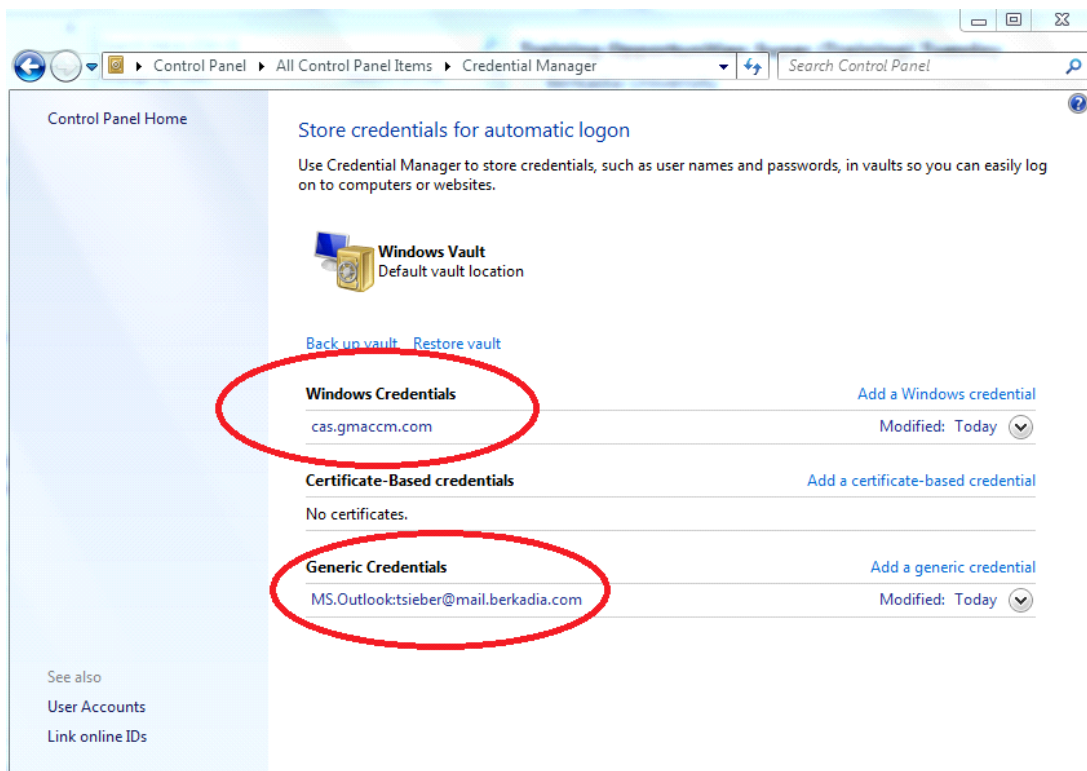 Control Panel ▸ All Control Panel Items ▸ Credential Manager
Search Control Panel
Control Panel Home
Store credentials for automatic logon
Use Credential Manager to store credentials, such as user names and passwords, in vaults so you can easily log
on to computers or websites.
Windows Vault
Default vault location
Back up vault Restore vault
Windows Credentials Add a Windows credential
cas.gmaccm.com Modified: Today
Certificate-Based credentials Add a certificate-based credential
No certificates.
Generic Credentials Add a generic credential
MS.Outlook:tsieber@mail.berkadia.com Modified: Today
See also
User Accounts
Link online IDs